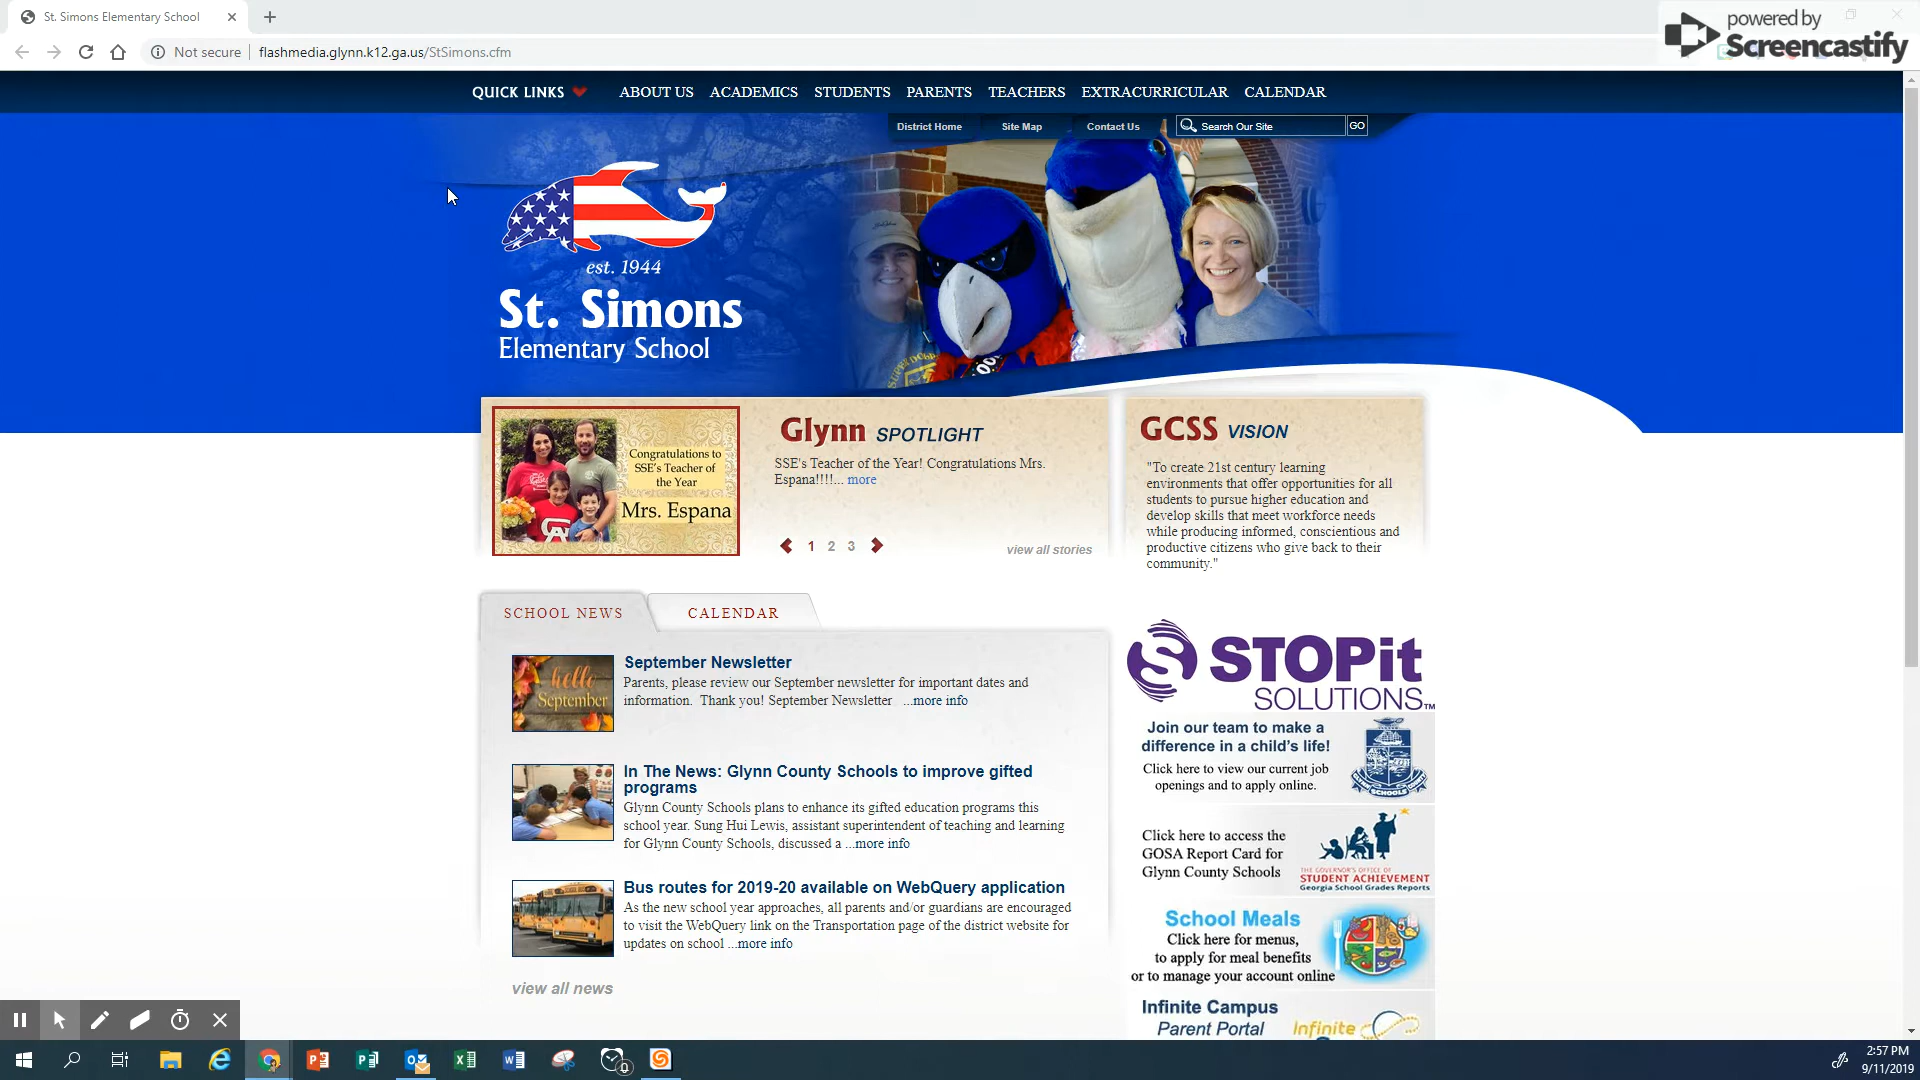 St. Simons Elementary School
powered by
Screencastify
Not secure
flashmedia.glynn.k12.ga.us/StSimons.cfm
QUICK LINKS
ABOUT US
ACADEMICS
STUDENTS
PARENTS
TEACHERS
EXTRACURRICULAR
CALENDAR
District Home
Site Map
Contact Us
Search Our Site
GO
est. 1944
St. Simons
Elementary School
Congratulations to
SSE's Teacher of
the Year
Mrs. Espana
Glynn SPOTLIGHT
SSE's Teacher of the Year! Congratulations Mrs.
Espana!!!!... more
1 2 3
view all stories
GCSS VISION
"To create 21st century learning
environments that offer opportunities for all
students to pursue higher education and
develop skills that meet workforce needs
while producing informed, conscientious and
productive citizens who give back to their
community."
SCHOOL NEWS
CALENDAR
hello
September
September Newsletter
Parents, please review our September newsletter for important dates and
information. Thank you! September Newsletter ...more info
In The News: Glynn County Schools to improve gifted
programs
Glynn County Schools plans to enhance its gifted education programs this
school year. Sung Hui Lewis, assistant superintendent of teaching and learning
for Glynn County Schools, discussed a ...more info
Bus routes for 2019-20 available on WebQuery application
As the new school year approaches, all parents and/or guardians are encouraged
to visit the WebQuery link on the Transportation page of the district website for
updates on school ...more info
view all news
STOPit
SOLUTIONS™
Join our team to make a
difference in a child's life!
Click here to view our current job
openings and to apply online.
Click here to access the
GOSA Report Card for
Glynn County Schools
THE GOVERNOR'S OFFICE OF
STUDENT ACHIEVEMENT
Georgia School Grades Reports
School Meals
Click here for menus,
to apply for meal benefits
or to manage your account online
Infinite Campus
Parent Portal
Infinite
2:57 PM
9/11/2019